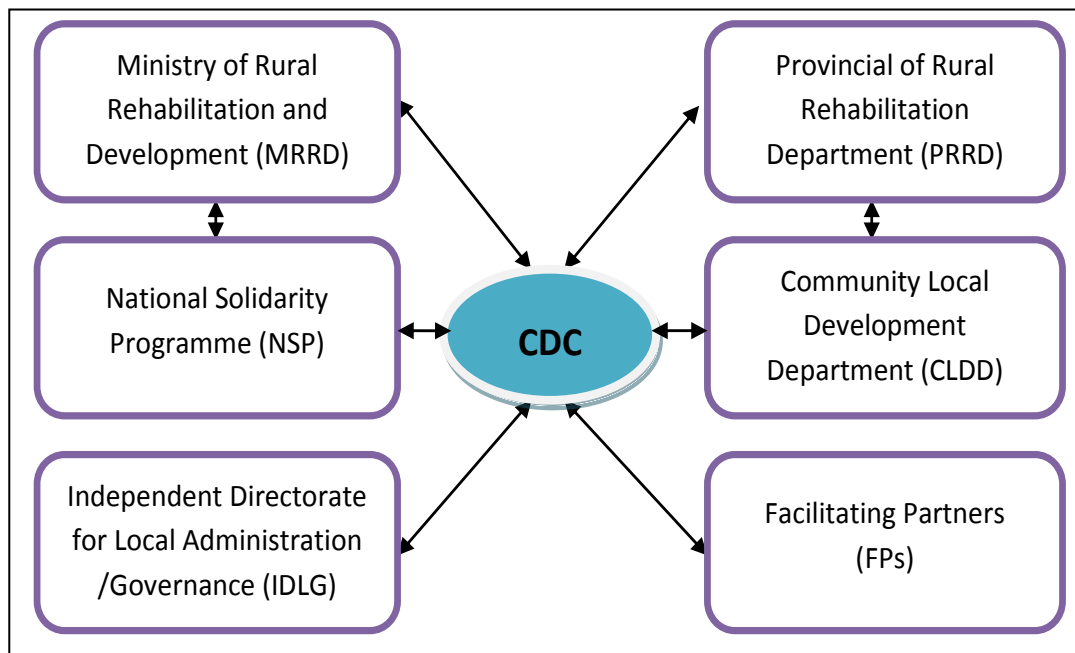 Ministry of Rural
Rehabilitation and
Development (MRRD)
Provincial of Rural
Rehabilitation
Department (PRRD)
National Solidarity
Programme (NSP)
CDC
Community Local
Development
Department (CLDD)
Independent Directorate
for Local Administration
/Governance (IDLG)
Facilitating Partners
(FPs)